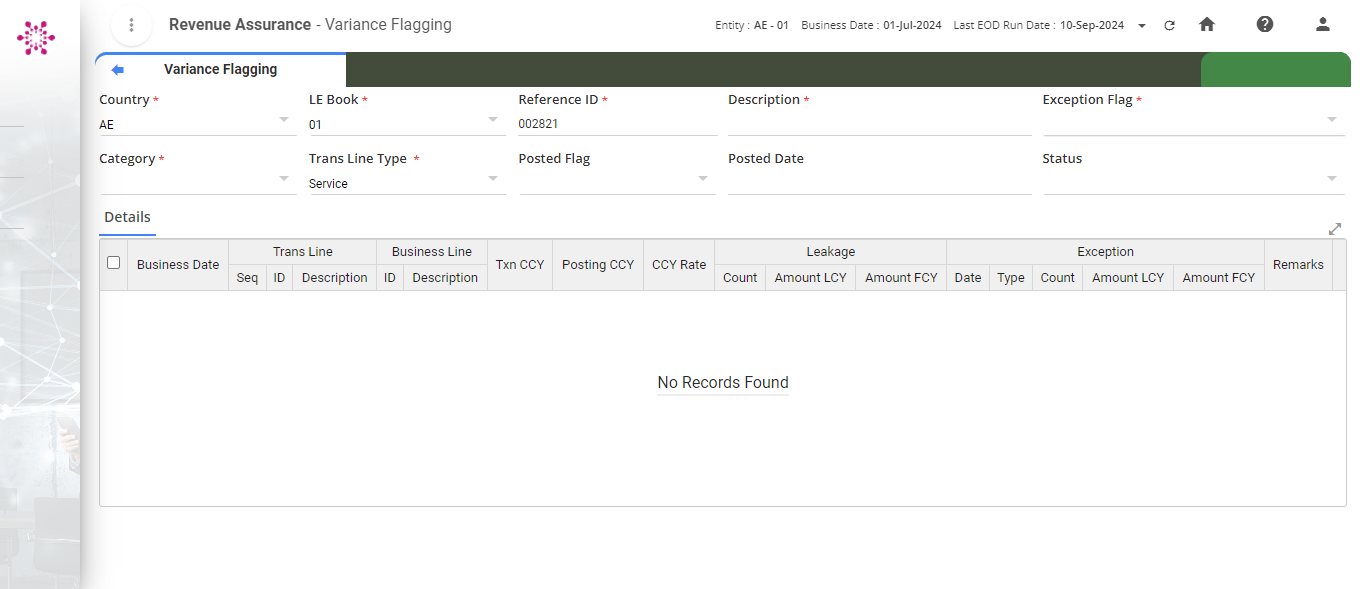 Revenue Assurance - Variance Flagging
Entity : AE - 01 Business Date : 01-Jul-2024 Last EOD Run Date : 10-Sep-2024
Variance Flagging
Country * LE Book * Reference ID * Description * Exception Flag *
AE 01 002821
Category * Trans Line Type * Posted Flag Posted Date Status
Service
Details
Business Date Trans Line Business Line Txn CCY Posting CCY CCY Rate Leakage Exception Remarks
Seq ID Description ID Description Count Amount LCY Amount FCY Date Type Count Amount LCY Amount FCY
No Records Found